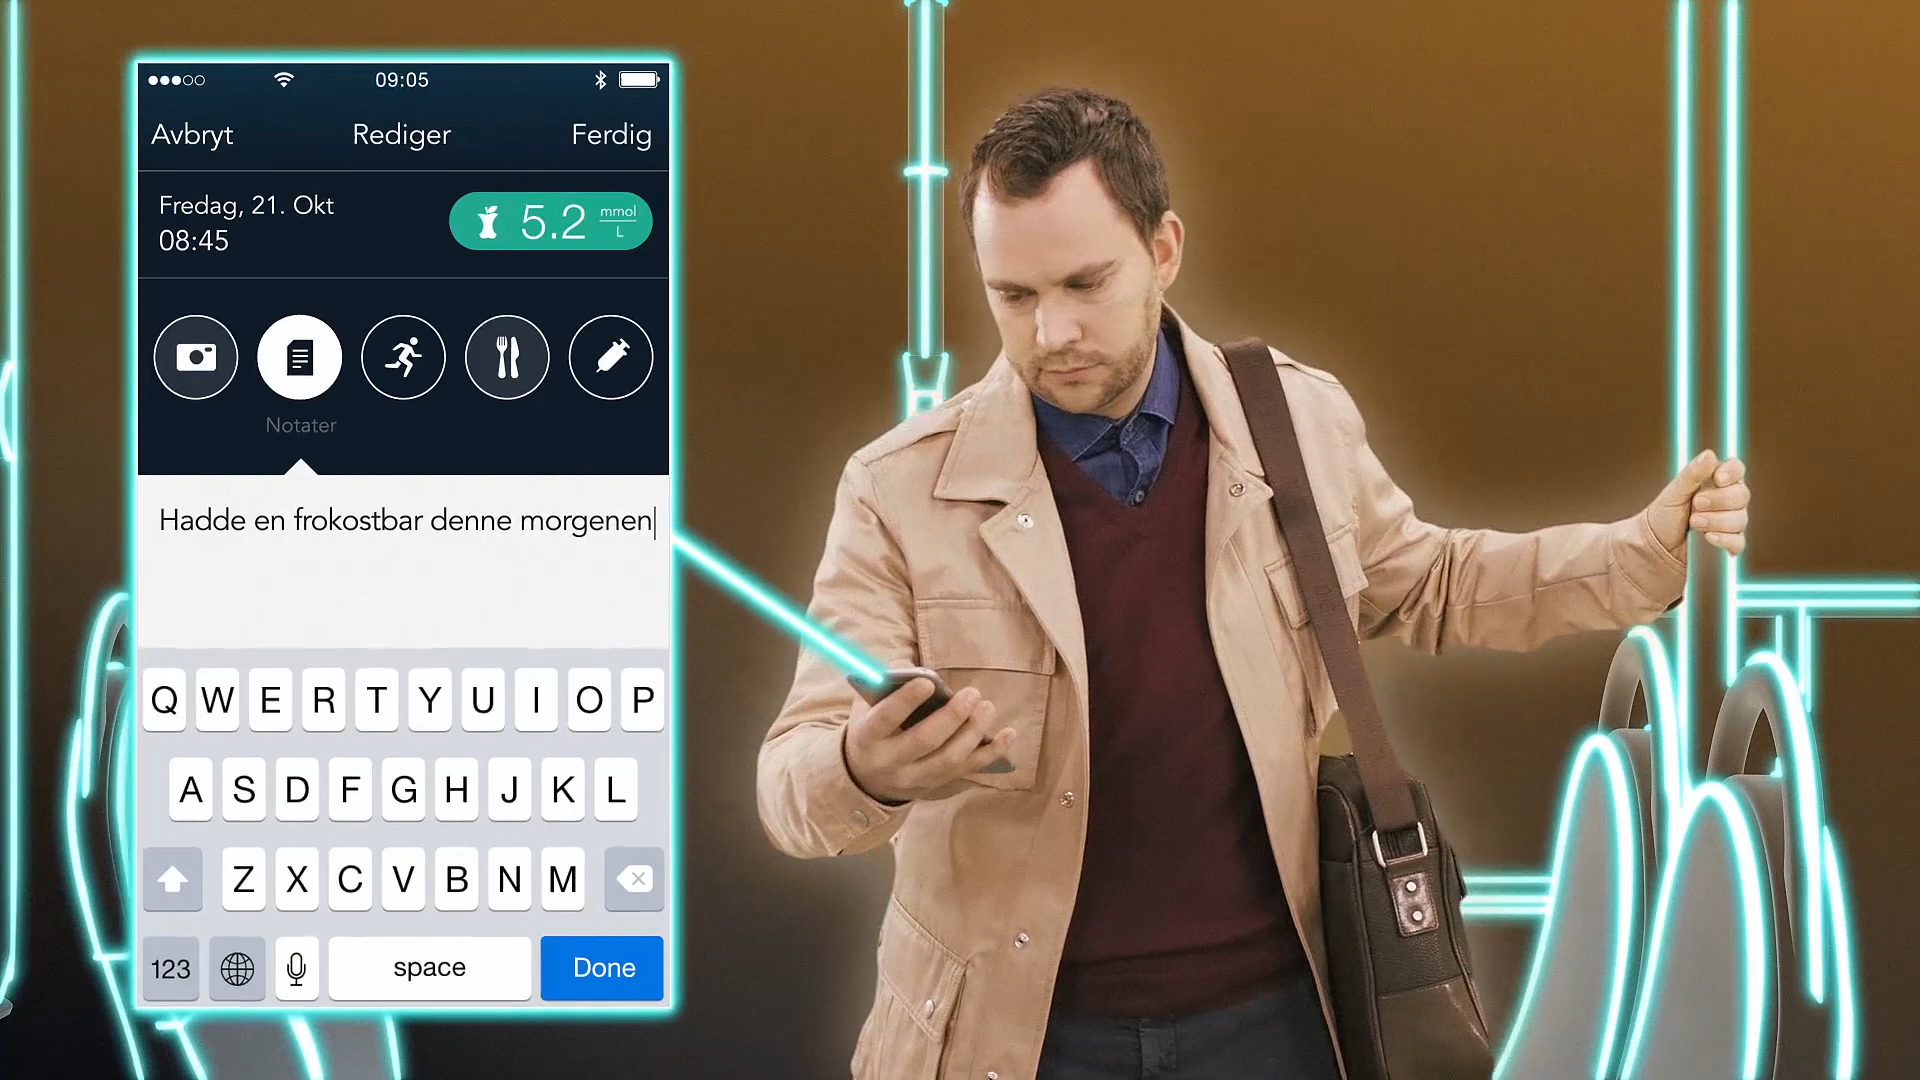 09:05
Avbryt Rediger Ferdig
Fredag, 21. Okt
08:45
5.2 mmol
L
Notater
Hadde en frokostbar denne morgenen
Q W E R T Y U I O P
A S D F G H J K L
Z X C V B N M
123 space Done